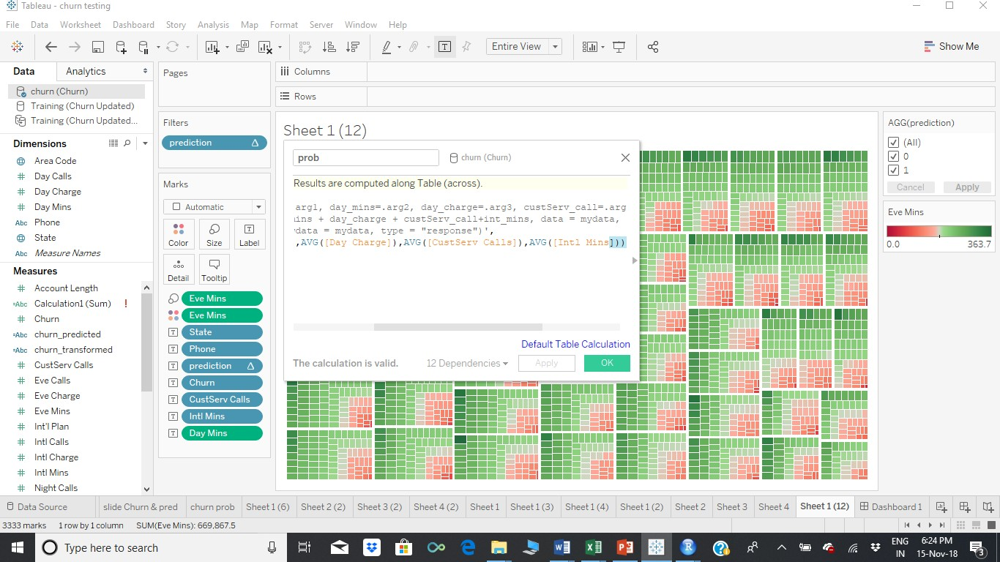 Tableau - churn testing
File Data Worksheet Dashboard Story Analysis Map Format Server Window Help
Entire View
Show Me
Data Analytics
churn (Churn)
Training (Churn Updated)
Training (Churn Updated...
Dimensions
Area Code
Day Calls
Day Charge
Day Mins
Abc Phone
State
Abc Measure Names
Measures
Account Length
=Abc Calculation1 (Sum) !
Churn
=Abc churn_predicted
=Abc churn_transformed
CustServ Calls
Eve Calls
Eve Charge
Eve Mins
Int'l Plan
Intl Calls
Intl Charge
Intl Mins
Night Calls
Pages
Filters
prediction
Marks
Automatic
Color Size Label
Detail Tooltip
Eve Mins
Eve Mins
State
Phone
prediction
Churn
CustServ Calls
Intl Mins
Day Mins
Columns
Rows
Sheet 1 (12)
prob churn (Churn)
Results are computed along Table (across).
arg1, day_mins=.arg2, day_charge=.arg3, custServ_call=.arg
ins + day_charge + custServ_call+int_mins, data = mydata,
data = mydata, type = "response")',
,AVG([Day Charge]),AVG([CustServ Calls]),AVG([Intl Mins]))
Default Table Calculation
The calculation is valid. 12 Dependencies Apply OK
AGG(prediction)
(All)
0
1
Cancel Apply
Eve Mins
0.0 363.7
Data Source slide Churn & pred churn prob Sheet 1 (6) Sheet 2 (2) Sheet 3 (2) Sheet 4 (2) Sheet 1 Sheet 1 (3) Sheet 1 (4) Sheet 1 (2) Sheet 2 Sheet 3 Sheet 4 Sheet 1 (12) Dashboard 1
3333 marks 1 row by 1 column SUM(Eve Mins): 669,867.5
Type here to search
ENG 6:24 PM
IN 15-Nov-18 3